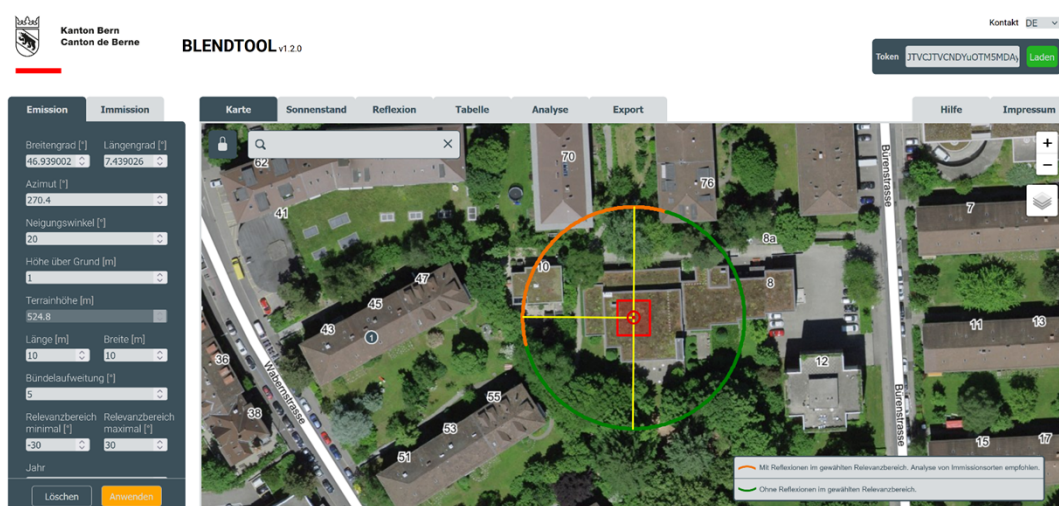 Kanton Bern
Canton de Berne
BLENDTOOL v1.2.0
Kontakt DE
Token JTVCJTVCNDYuOTM5MDAy Laden
Emission Immission
Karte Sonnenstand Reflexion Tabelle Analyse Export Hilfe Impressum
Breitengrad [°] Längengrad [°]
46.939002 7.439026
Azimut [°]
270.4
Neigungswinkel [°]
20
Höhe über Grund [m]
1
Terrainhöhe [m]
524.8
Länge [m] Breite [m]
10 10
Bündelaufweitung [°]
5
Relevanzbereich minimal [°] Relevanzbereich maximal [°]
-30 30
Jahr
Löschen Anwenden
62
70
76
41
7
8a
10
47
8
45
43
1
11
13
36
12
55
38
53
51
15
17
Wabernstrasse
Bürenstrasse
Bürenstrasse
+
−
Mit Reflexionen im gewählten Relevanzbereich. Analyse von Immissionsorten empfohlen.
Ohne Reflexionen im gewählten Relevanzbereich.